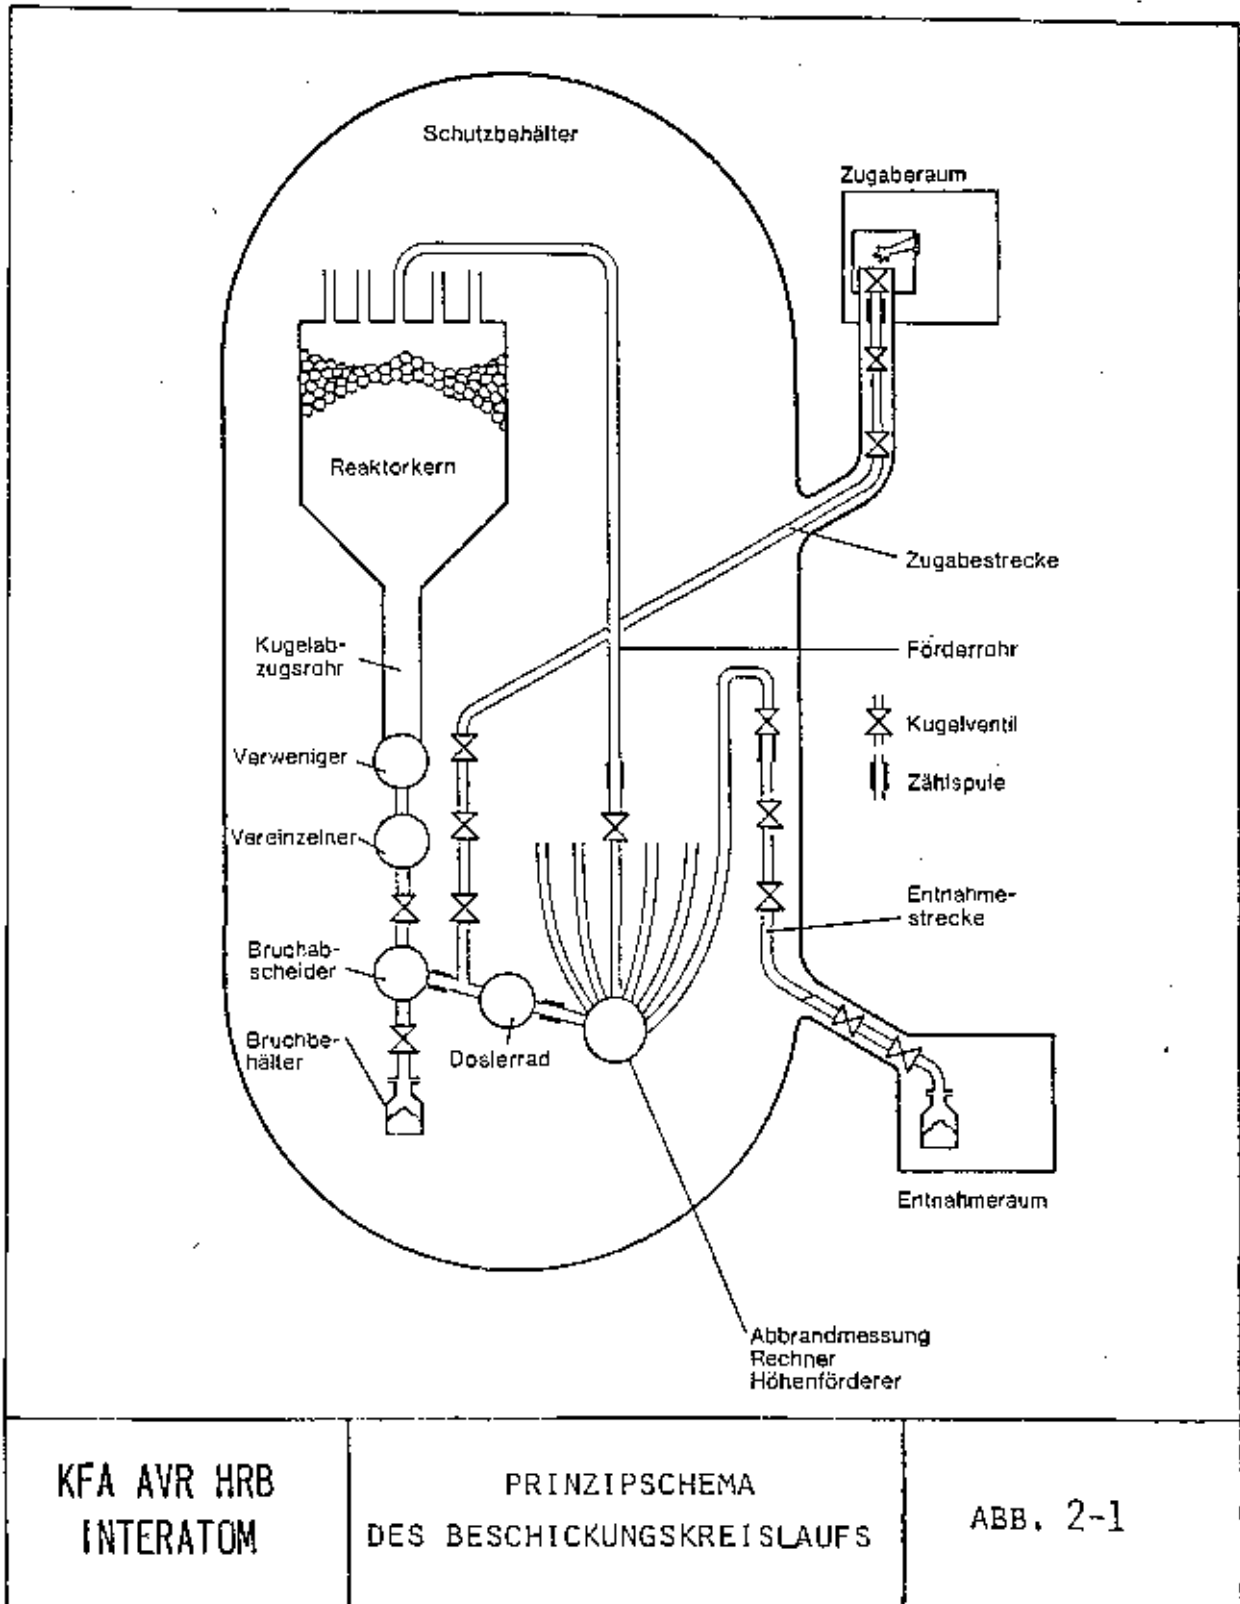 Schutzbehälter
Zugaberaum
Reaktorkern
Zugabestrecke
Kugelab-
zugsrohr
Förderrohr
Kugelventil
Verweniger
Zählspule
Vereinzelner
Entnahme-
strecke
Bruchab-
scheider
Bruchbe-
hälter
Dosierrad
Entnahmeraum
Abbrandmessung
Rechner
Höhenförderer
KFA AVR HRB
INTERATOM
PRINZIPSCHEMA
DES BESCHICKUNGSKREISLAUFS
ABB. 2-1